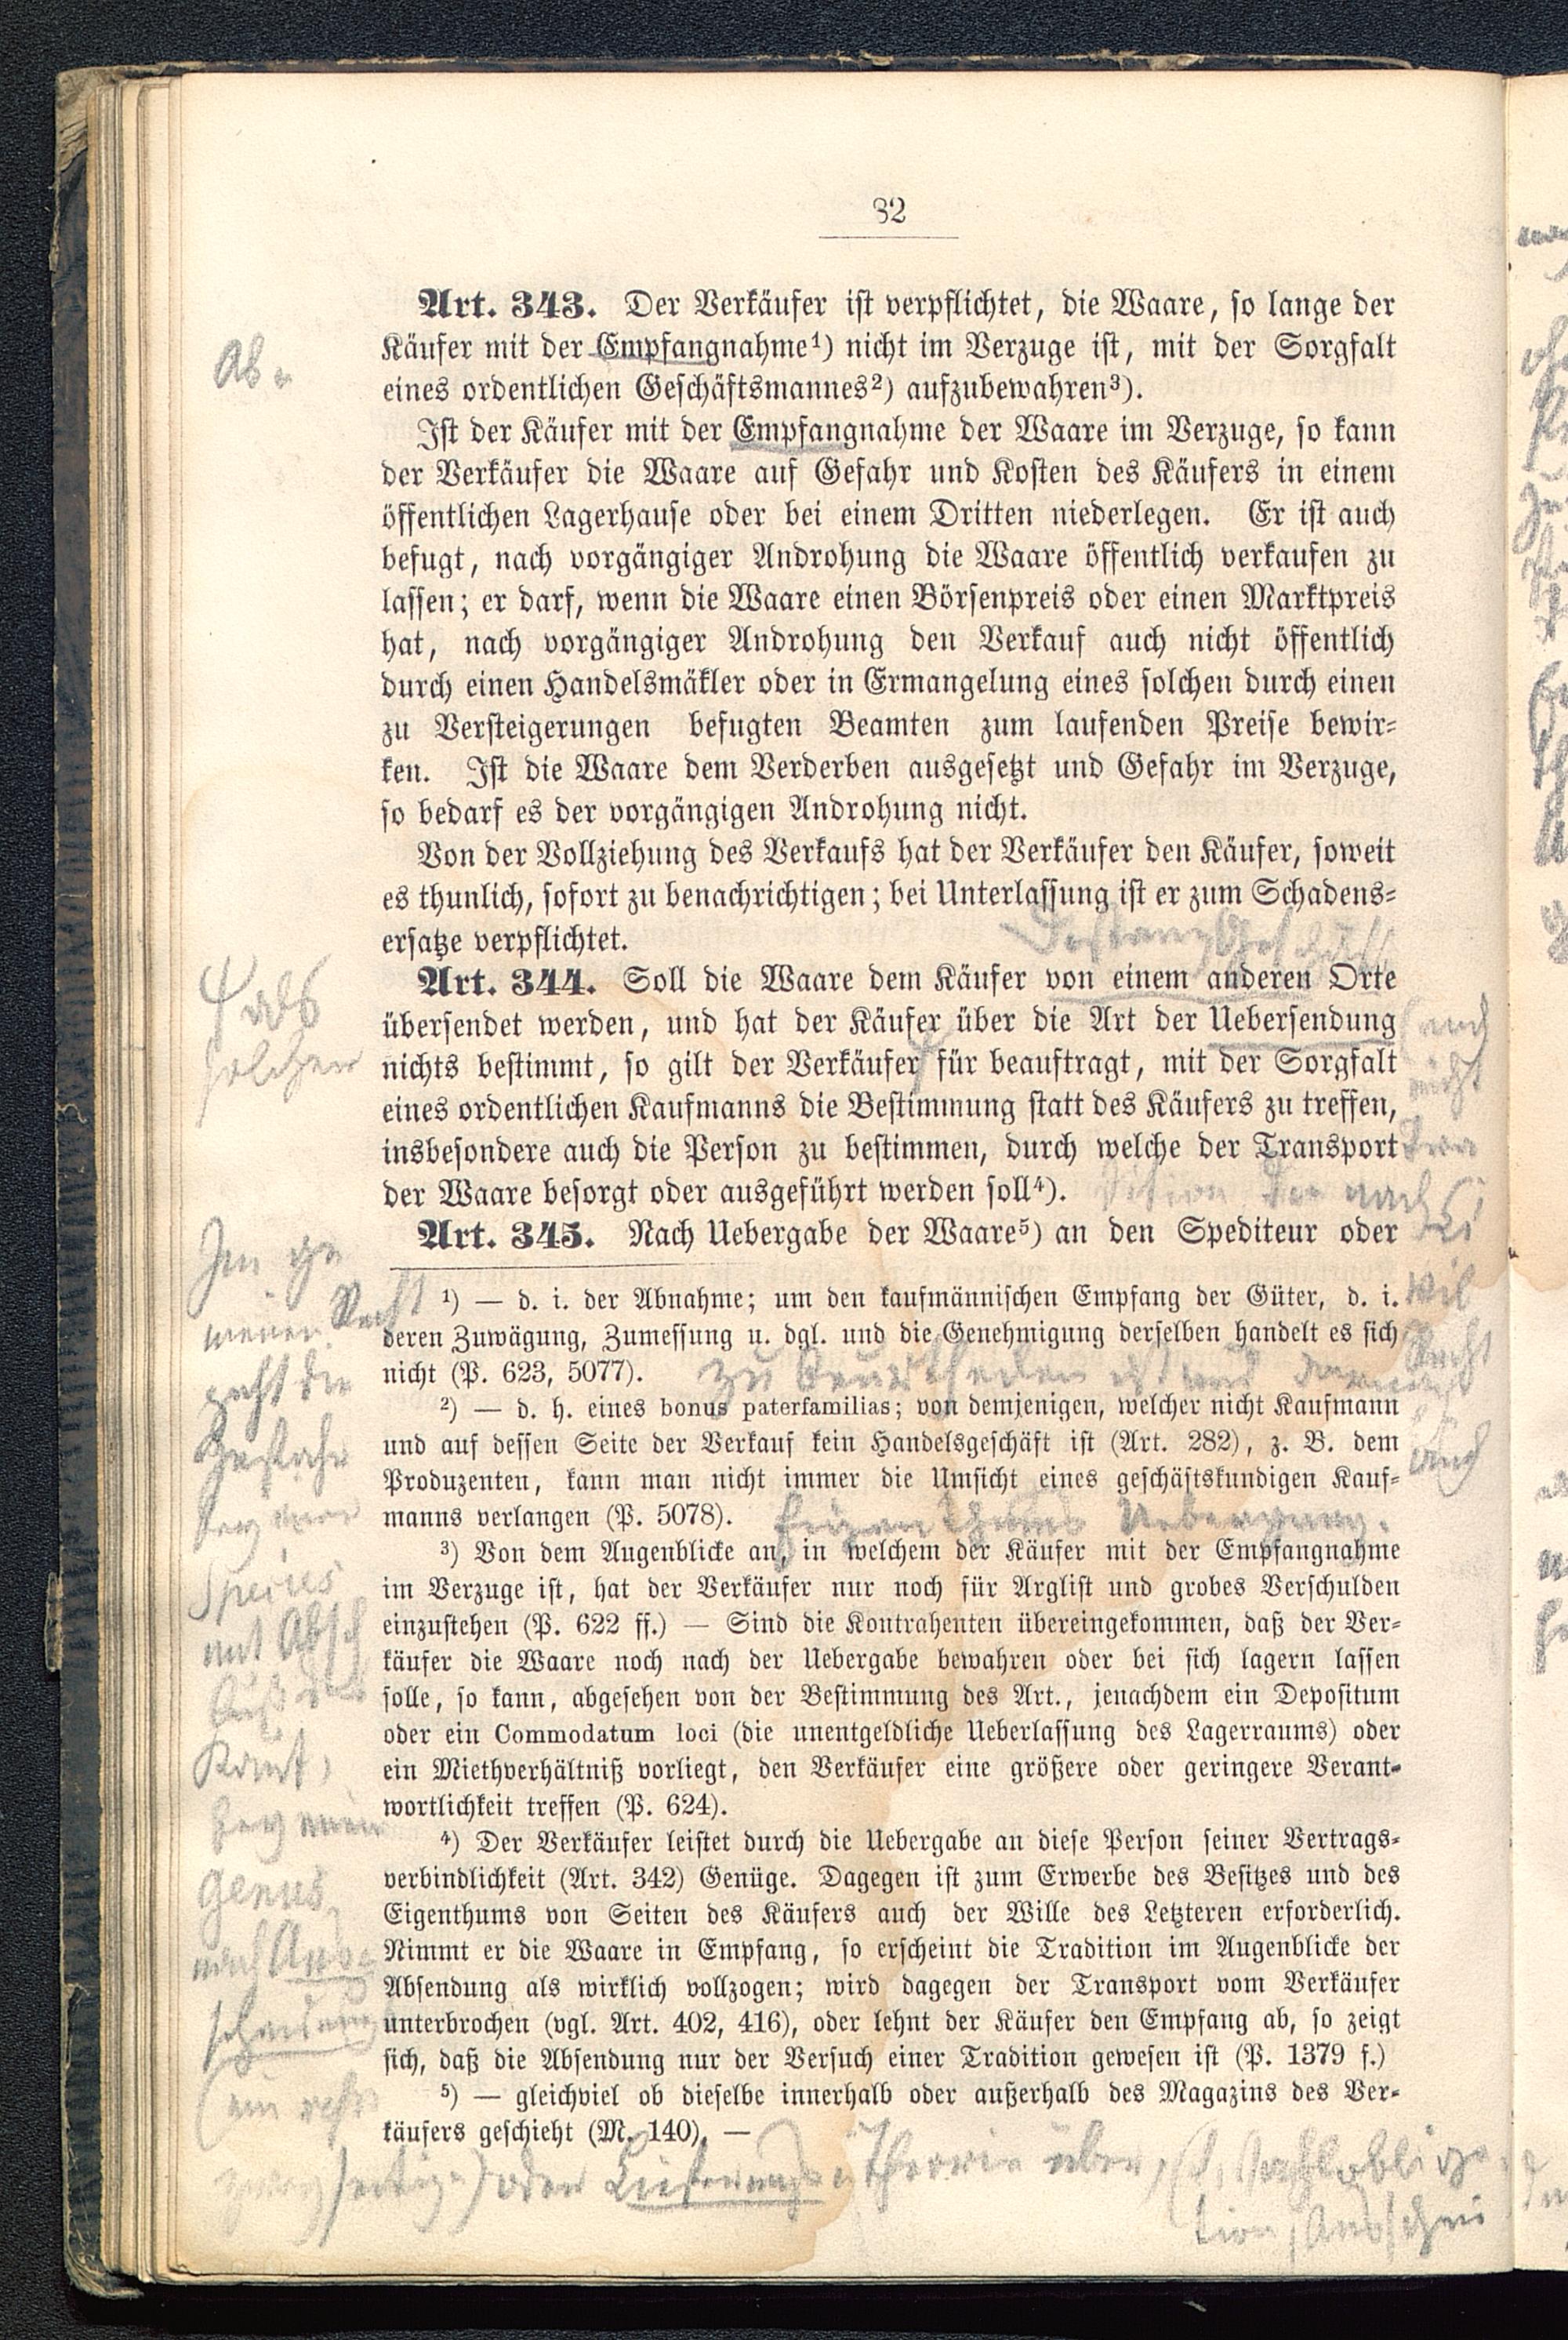 82
Art. 343. Der Verkäufer ist verpflichtet, die Waare, so lange der
Käufer mit der Empfangnahme¹) nicht im Verzuge ist, mit der Sorgfalt
eines ordentlichen Geschäftsmannes²) aufzubewahren³).
Ab=
Ist der Käufer mit der Empfangnahme der Waare im Verzuge, so kann
der Verkäufer die Waare auf Gefahr und Kosten des Käufers in einem
öffentlichen Lagerhause oder bei einem Dritten niederlegen. Er ist auch
befugt, nach vorgängiger Androhung die Waare öffentlich verkaufen zu
lassen; er darf, wenn die Waare einen Börsenpreis oder einen Marktpreis
hat, nach vorgängiger Androhung den Verkauf auch nicht öffentlich
durch einen Handelsmäkler oder in Ermangelung eines solchen durch einen
zu Versteigerungen befugten Beamten zum laufenden Preise bewir=
ken. Ist die Waare dem Verderben ausgesetzt und Gefahr im Verzuge,
so bedarf es der vorgängigen Androhung nicht.
Von der Vollziehung des Verkaufs hat der Verkäufer den Käufer, soweit
es thunlich, sofort zu benachrichtigen; bei Unterlassung ist er zum Schadens=
ersatze verpflichtet.
Art. 344. Soll die Waare dem Käufer von einem anderen Orte
übersendet werden, und hat der Käufer über die Art der Uebersendung
nichts bestimmt, so gilt der Verkäufer für beauftragt, mit der Sorgfalt
eines ordentlichen Kaufmanns die Bestimmung statt des Käufers zu treffen,
insbesondere auch die Person zu bestimmen, durch welche der Transport
der Waare besorgt oder ausgeführt werden soll⁴).
als
solcher
Art. 345. Nach Uebergabe der Waare⁵) an den Spediteur oder
¹) — d. i. der Abnahme; um den kaufmännischen Empfang der Güter, d. i.
deren Zuwägung, Zumessung u. dgl. und die Genehmigung derselben handelt es sich
nicht (P. 623, 5077).
²) — d. h. eines bonus paterfamilias; von demjenigen, welcher nicht Kaufmann
und auf dessen Seite der Verkauf kein Handelsgeschäft ist (Art. 282), z. B. dem
Produzenten, kann man nicht immer die Umsicht eines geschäftskundigen Kauf=
manns verlangen (P. 5078).
³) Von dem Augenblicke an, in welchem der Käufer mit der Empfangnahme
im Verzuge ist, hat der Verkäufer nur noch für Arglist und grobes Verschulden
einzustehen (P. 622 ff.) — Sind die Kontrahenten übereingekommen, daß der Ver=
käufer die Waare noch nach der Uebergabe bewahren oder bei sich lagern lassen
solle, so kann, abgesehen von der Bestimmung des Art., jenachdem ein Depositum
oder ein Commodatum loci (die unentgeldliche Ueberlassung des Lagerraums) oder
ein Miethverhältniß vorliegt, den Verkäufer eine größere oder geringere Verant=
wortlichkeit treffen (P. 624).
⁴) Der Verkäufer leistet durch die Uebergabe an diese Person seiner Vertrags=
verbindlichkeit (Art. 342) Genüge. Dagegen ist zum Erwerbe des Besitzes und des
Eigenthums von Seiten des Käufers auch der Wille des Letzteren erforderlich.
Nimmt er die Waare in Empfang, so erscheint die Tradition im Augenblicke der
Absendung als wirklich vollzogen; wird dagegen der Transport vom Verkäufer
unterbrochen (vgl. Art. 402, 416), oder lehnt der Käufer den Empfang ab, so zeigt
sich, daß die Absendung nur der Versuch einer Tradition gewesen ist (P. 1379 f.)
⁵) — gleichviel ob dieselbe innerhalb oder außerhalb des Magazins des Ver=
käufers geschieht (M. 140). —
Recht
geht die
Species
Genus
oder Lieferungs Theorie über